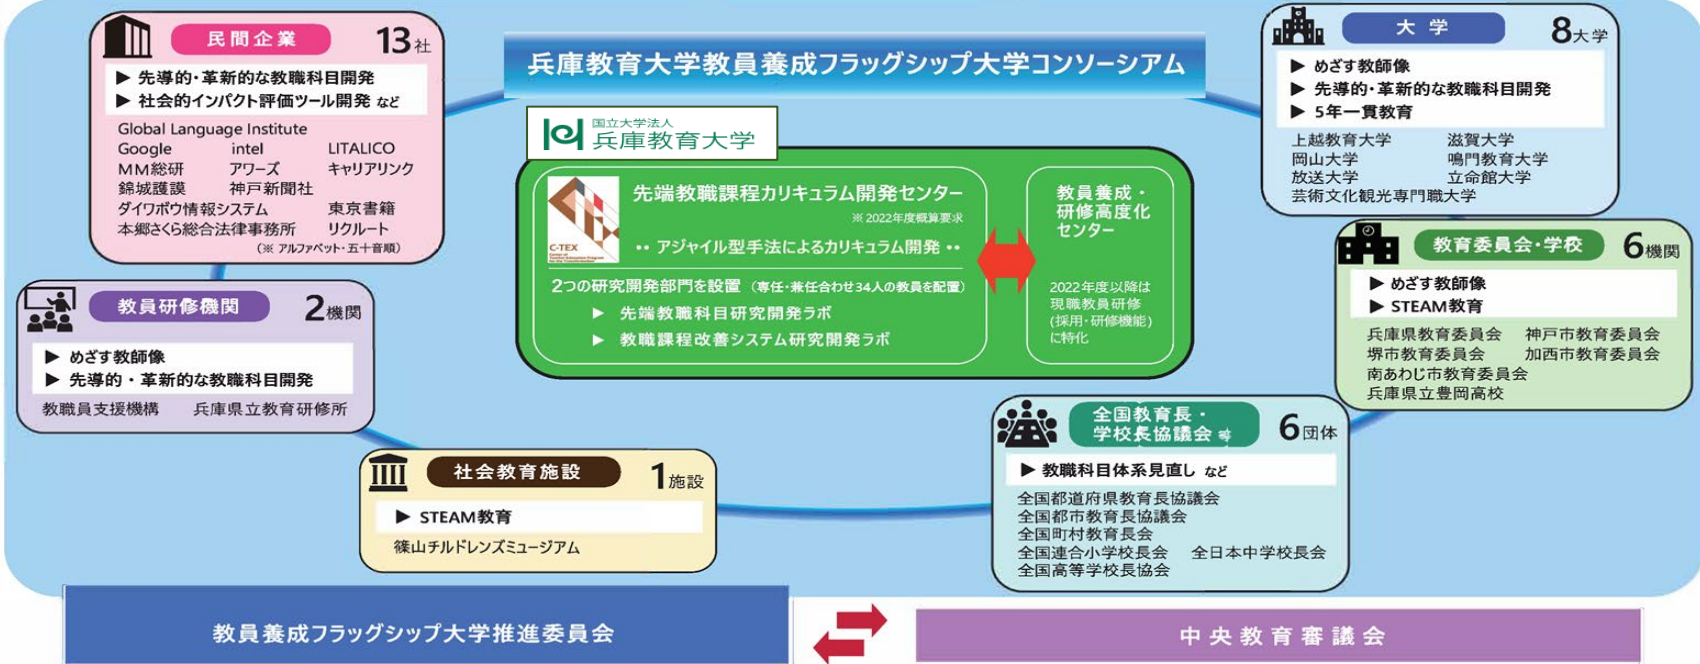 兵庫教育大学教員養成フラッグシップ大学コンソーシアム
民間企業 13社
▶ 先導的・革新的な教職科目開発
▶ 社会的インパクト評価ツール開発 など
Global Language Institute
Google intel LITALICO
MM総研 アワーズ キャリアリンク
錦城護謨 神戸新聞社
ダイワボウ情報システム 東京書籍
本郷さくら総合法律事務所 リクルート
(※ アルファベット・五十音順)
教員研修機関 2機関
▶ めざす教師像
▶ 先導的・革新的な教職科目開発
教職員支援機構 兵庫県立教育研修所
社会教育施設 1施設
▶ STEAM教育
篠山チルドレンズミュージアム
国立大学法人
兵庫教育大学
C-TEX
先端教職課程カリキュラム開発センター
※ 2022年度概算要求
・・ アジャイル型手法によるカリキュラム開発 ・・
2つの研究開発部門を設置 (専任・兼任合わせ34人の教員を配置)
▶ 先端教職科目研究開発ラボ
▶ 教職課程改善システム研究開発ラボ
教員養成・
研修高度化
センター
2022年度以降は
現職教員研修
(採用・研修機能)
に特化
大学 8大学
▶ めざす教師像
▶ 先導的・革新的な教職科目開発
▶ 5年一貫教育
上越教育大学 滋賀大学
岡山大学 鳴門教育大学
放送大学 立命館大学
芸術文化観光専門職大学
教育委員会・学校 6機関
▶ めざす教師像
▶ STEAM教育
兵庫県教育委員会 神戸市教育委員会
堺市教育委員会 加西市教育委員会
南あわじ市教育委員会
兵庫県立豊岡高校
全国教育長・
学校長協議会 等 6団体
▶ 教職科目体系見直し など
全国都道府県教育長協議会
全国都市教育長協議会
全国町村教育長会
全国連合小学校長会 全日本中学校長会
全国高等学校長協会
教員養成フラッグシップ大学推進委員会
中央教育審議会